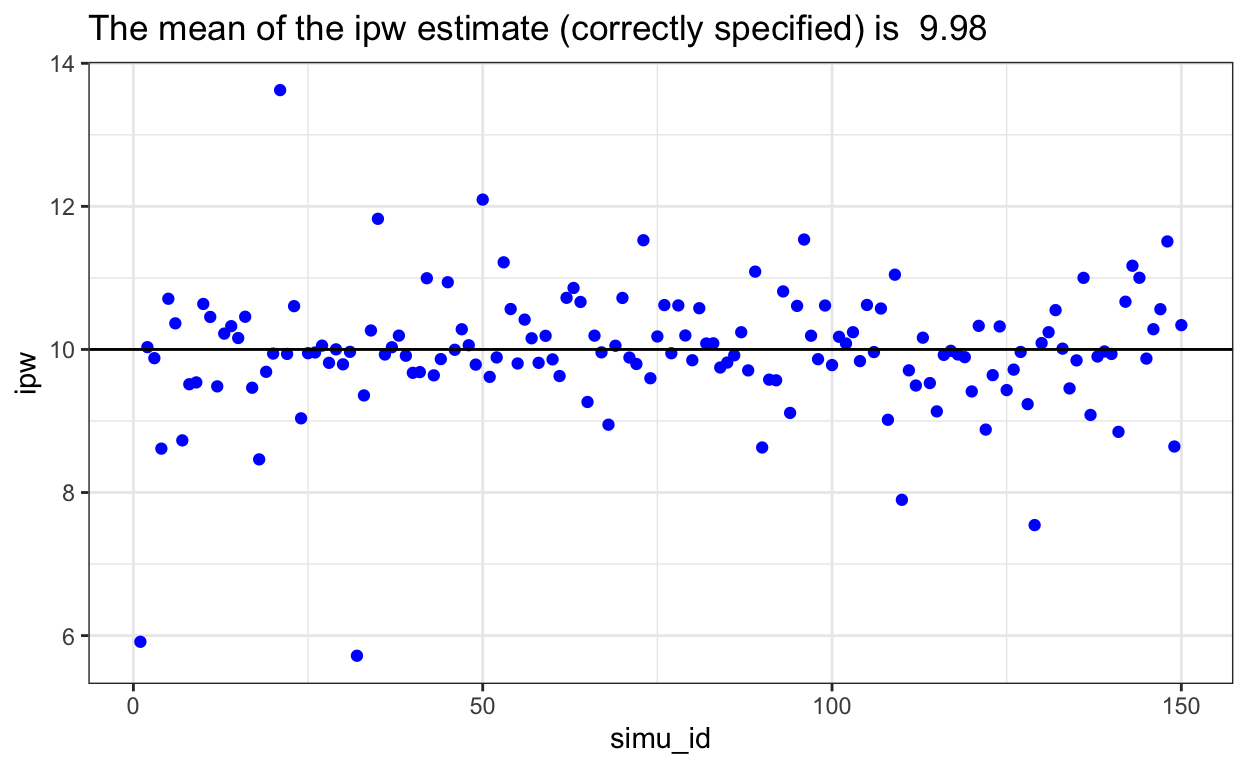 The mean of the ipw estimate (correctly specified) is  9.98
14
12
10
8
6
ipw
0 50 100 150
simu_id